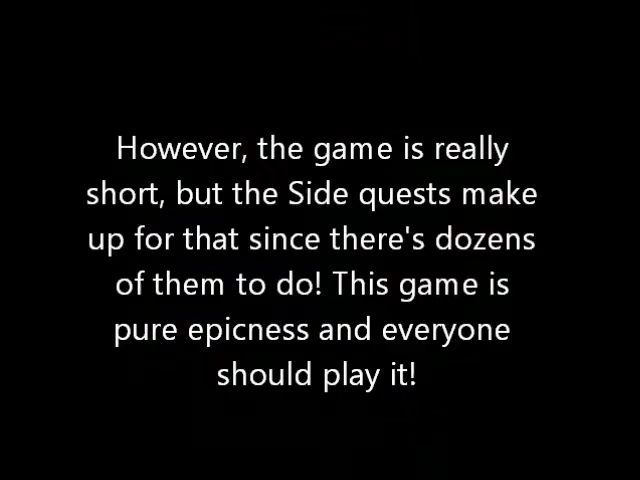 However, the game is really
short, but the Side quests make
up for that since there's dozens
of them to do! This game is
pure epicness and everyone
should play it!